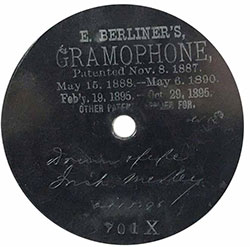 E. BERLINER'S,
GRAMOPHONE,
Patented Nov. 8. 1887.
May 15. 1888.—May 6. 1890.
Feb'y. 19, 1895. Oct. 29, 1895.
OTHER FOR.
Irish Medley
701 X